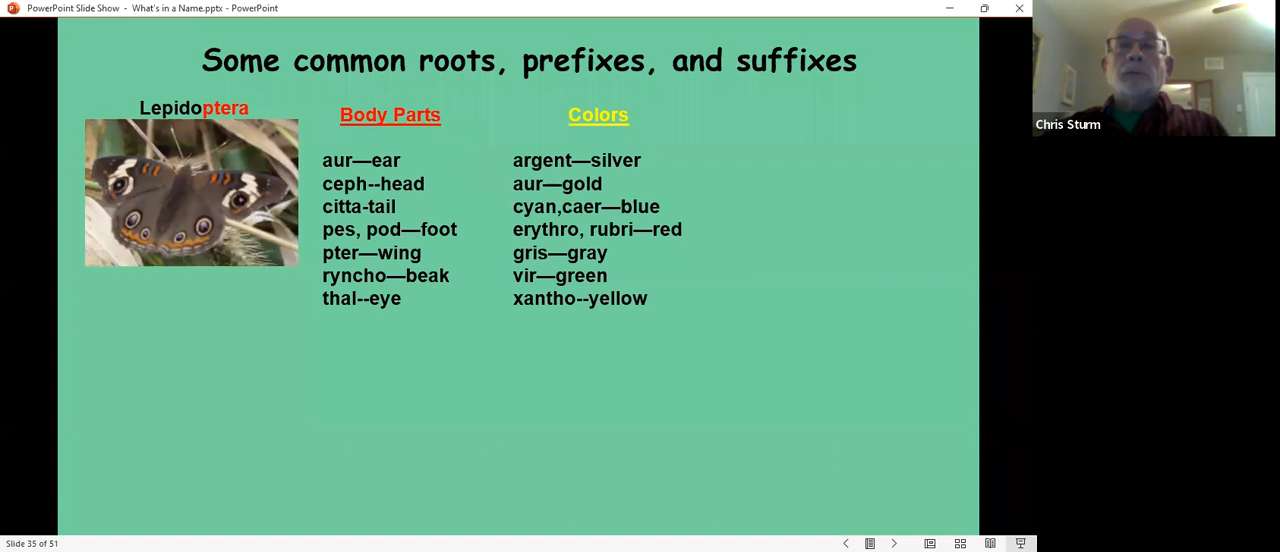 PowerPoint Slide Show - What's in a Name.pptx - PowerPoint
Some common roots, prefixes, and suffixes
Lepidoptera
Body Parts
aur—ear
ceph--head
citta-tail
pes, pod—foot
pter—wing
ryncho—beak
thal--eye
Colors
argent—silver
aur—gold
cyan,caer—blue
erythro, rubri—red
gris—gray
vir—green
xantho--yellow
Chris Sturm
Slide 35 of 51